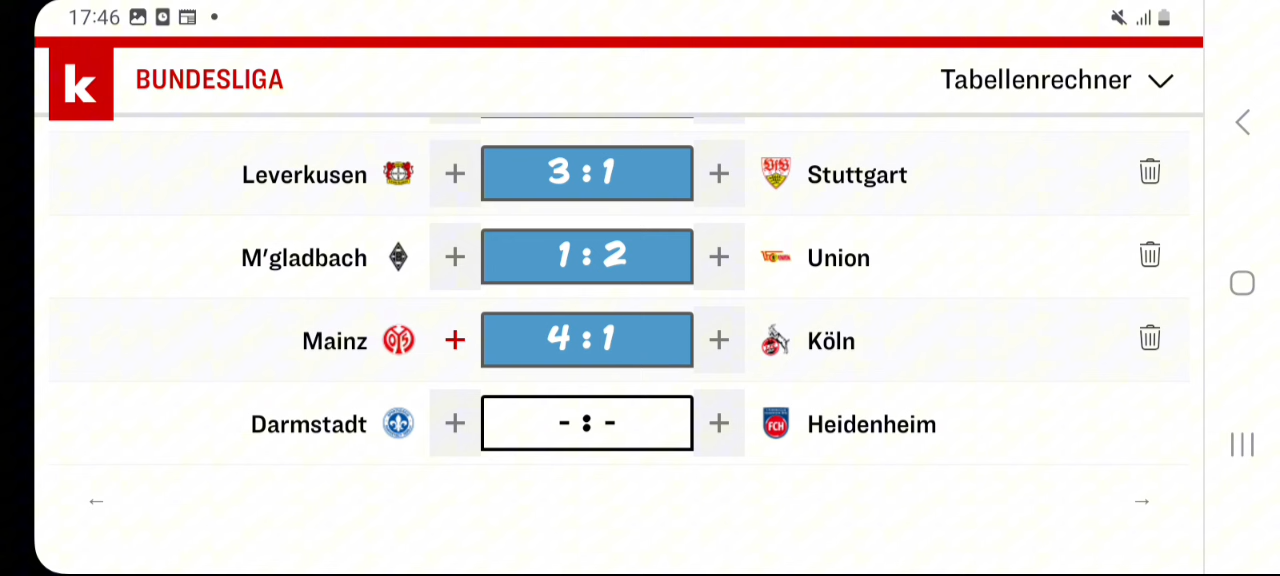 17:46
k BUNDESLIGA Tabellenrechner
Leverkusen + 3:1 + Stuttgart
M'gladbach + 1:2 + Union
Mainz + 4:1 + Köln
Darmstadt + -:- + Heidenheim
← →